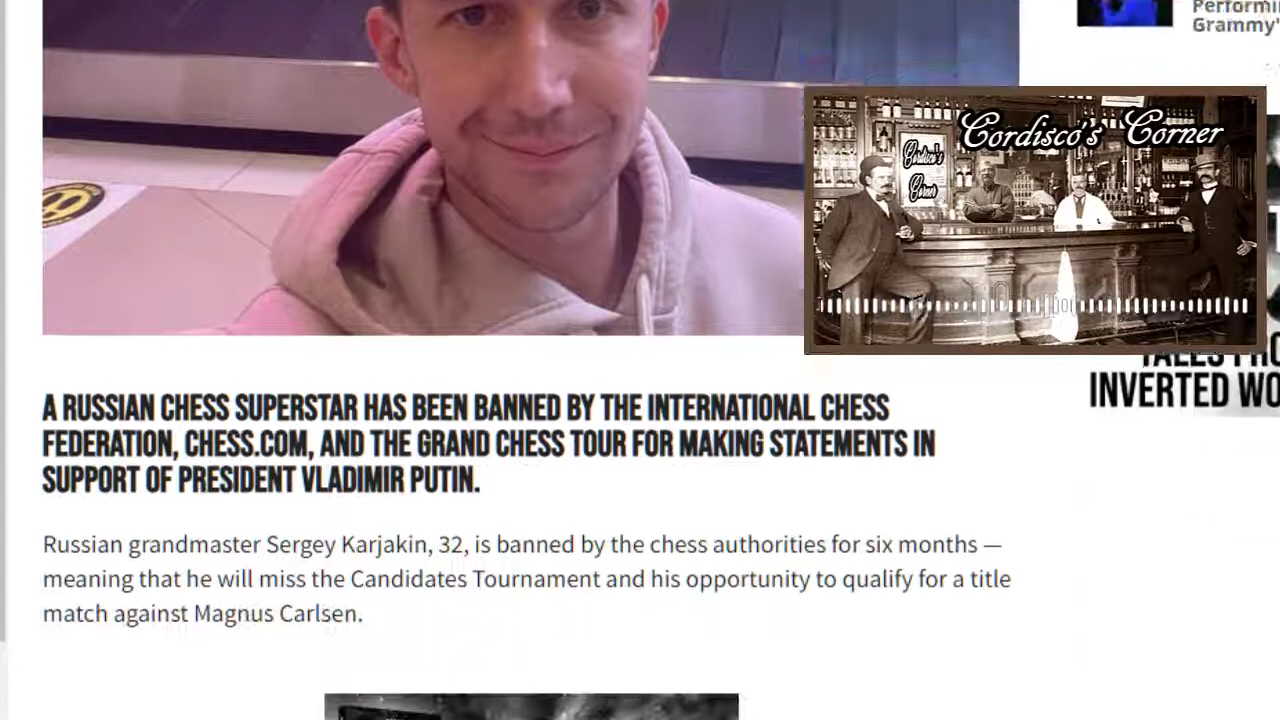 Performi
Grammy'
Cordisco's Corner
Cordisco's
Corner
INVERTED WO
A RUSSIAN CHESS SUPERSTAR HAS BEEN BANNED BY THE INTERNATIONAL CHESS
FEDERATION, CHESS.COM, AND THE GRAND CHESS TOUR FOR MAKING STATEMENTS IN
SUPPORT OF PRESIDENT VLADIMIR PUTIN.
Russian grandmaster Sergey Karjakin, 32, is banned by the chess authorities for six months —
meaning that he will miss the Candidates Tournament and his opportunity to qualify for a title
match against Magnus Carlsen.